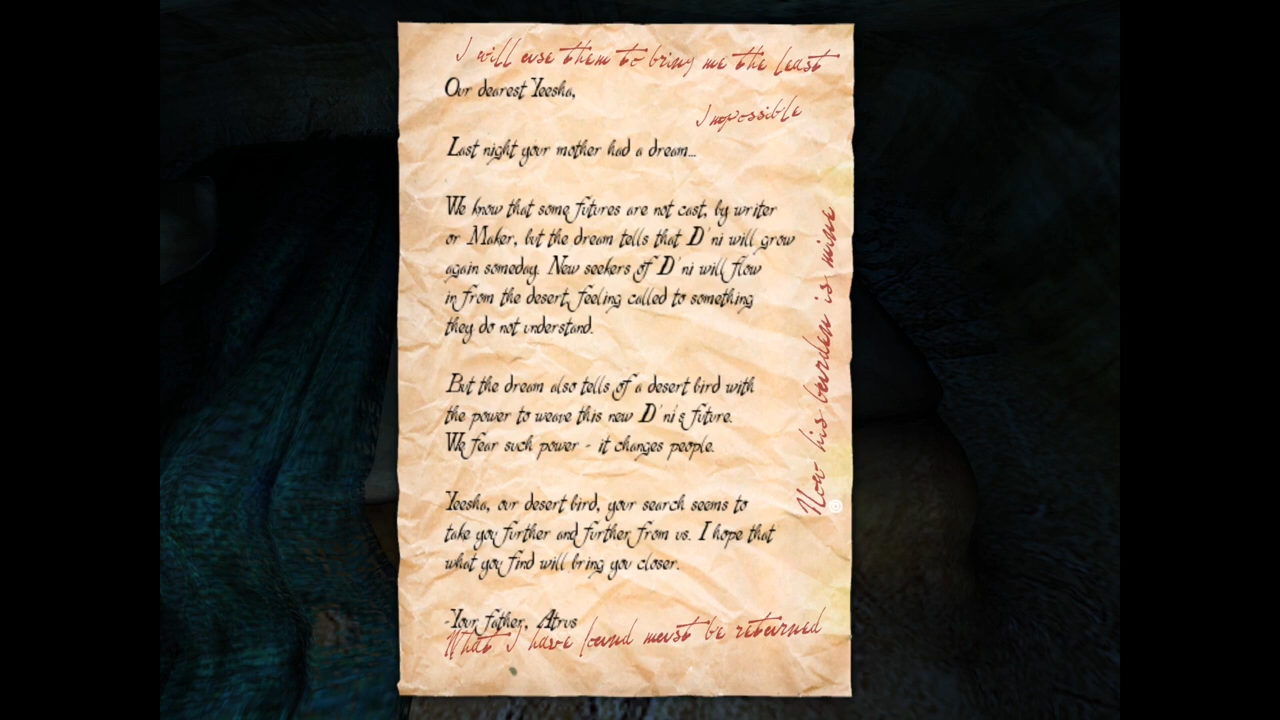 I will use them to bring me the least
Our dearest Yeesha,
Impossible
Last night your mother had a dream...
We know that some futures are not cast, by writer
or Maker, but the dream tells that D'ni will grow
again someday. New seekers of D'ni will flow
in from the desert, feeling called to something
they do not understand.
But the dream also tells of a desert bird with
the power to weave this new D'ni's future.
We fear such power - it changes people.
Yeesha, our desert bird, your search seems to
take you further and further from us. I hope that
what you find will bring you closer.
-Your father, Atrus
What I have found must be returned
Now his burden is mine